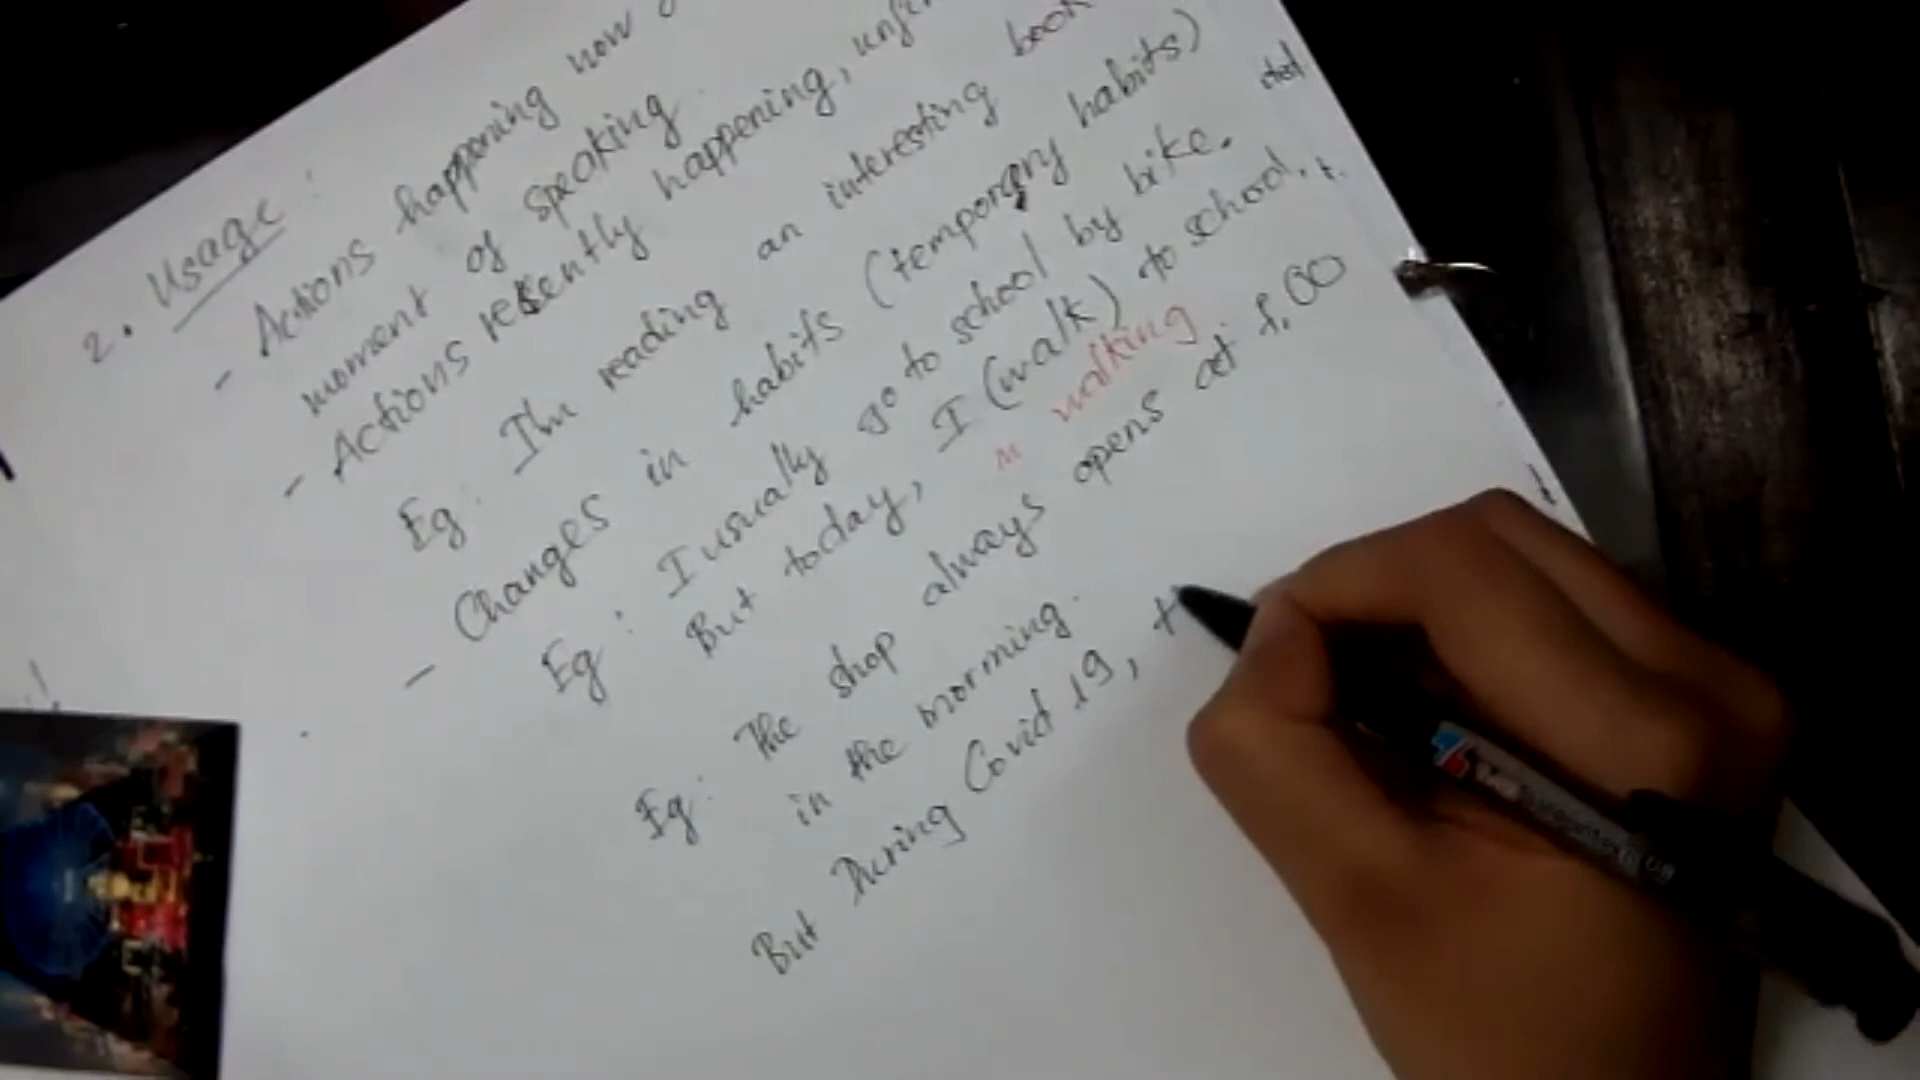 2. Usage:
- Actions happening now
moment of speaking.
- Actions recently happening,
Eg: I'm reading an interesting book
- Changes in habits (temporary habits)
Eg: I usually go to school by bike.
But today, I (walk) to school.
walking
Eg: The shop always opens at 8.00
in the morning.
But During Covid 19, t